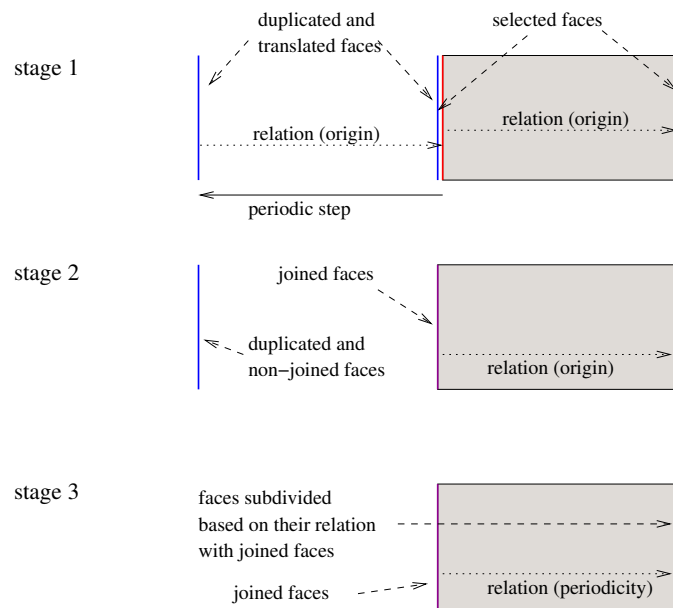 duplicated and
translated faces
selected faces
stage 1
relation (origin)
relation (origin)
periodic step
stage 2
joined faces
duplicated and
non−joined faces
relation (origin)
stage 3
faces subdivided
based on their relation
with joined faces
joined faces
relation (periodicity)